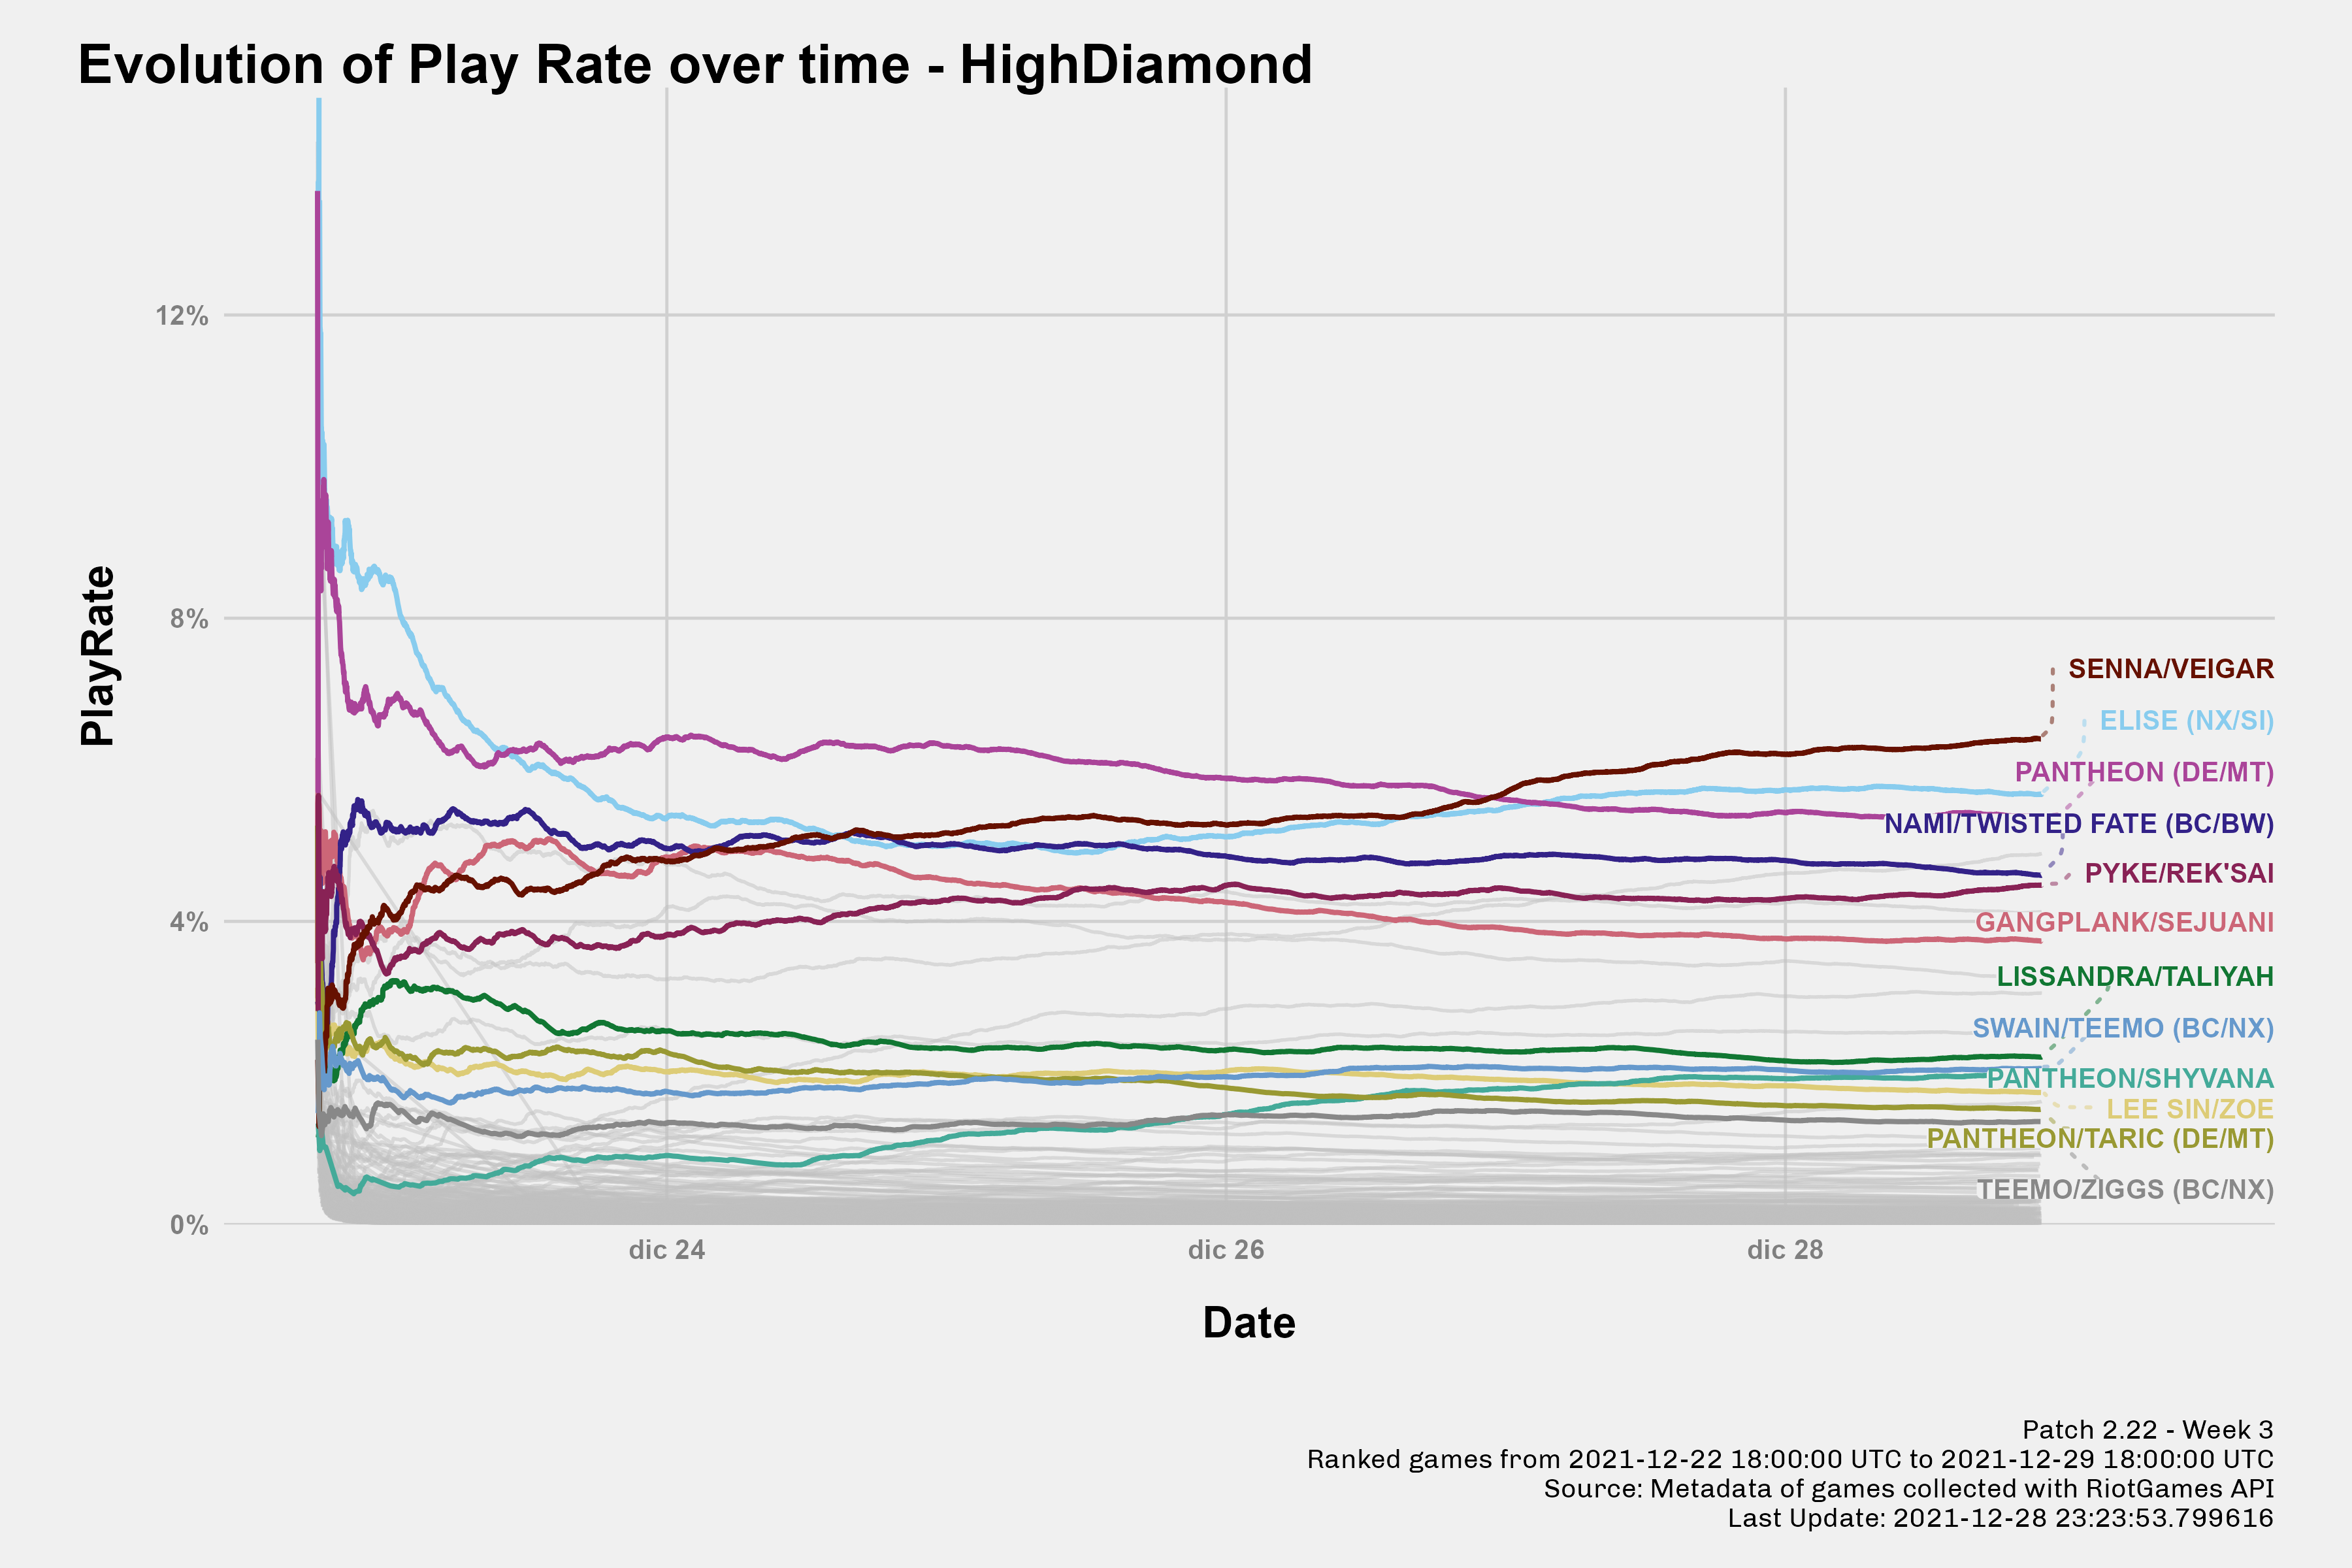 Evolution of Play Rate over time - HighDiamond
PlayRate
12%
8%
4%
0%
SENNA/VEIGAR
ELISE (NX/SI)
PANTHEON (DE/MT)
NAMI/TWISTED FATE (BC/BW)
PYKE/REK'SAI
GANGPLANK/SEJUANI
LISSANDRA/TALIYAH
SWAIN/TEEMO (BC/NX)
PANTHEON/SHYVANA
LEE SIN/ZOE
PANTHEON/TARIC (DE/MT)
TEEMO/ZIGGS (BC/NX)
dic 24
dic 26
dic 28
Date
Patch 2.22 - Week 3
Ranked games from 2021-12-22 18:00:00 UTC to 2021-12-29 18:00:00 UTC
Source: Metadata of games collected with RiotGames API
Last Update: 2021-12-28 23:23:53.799616